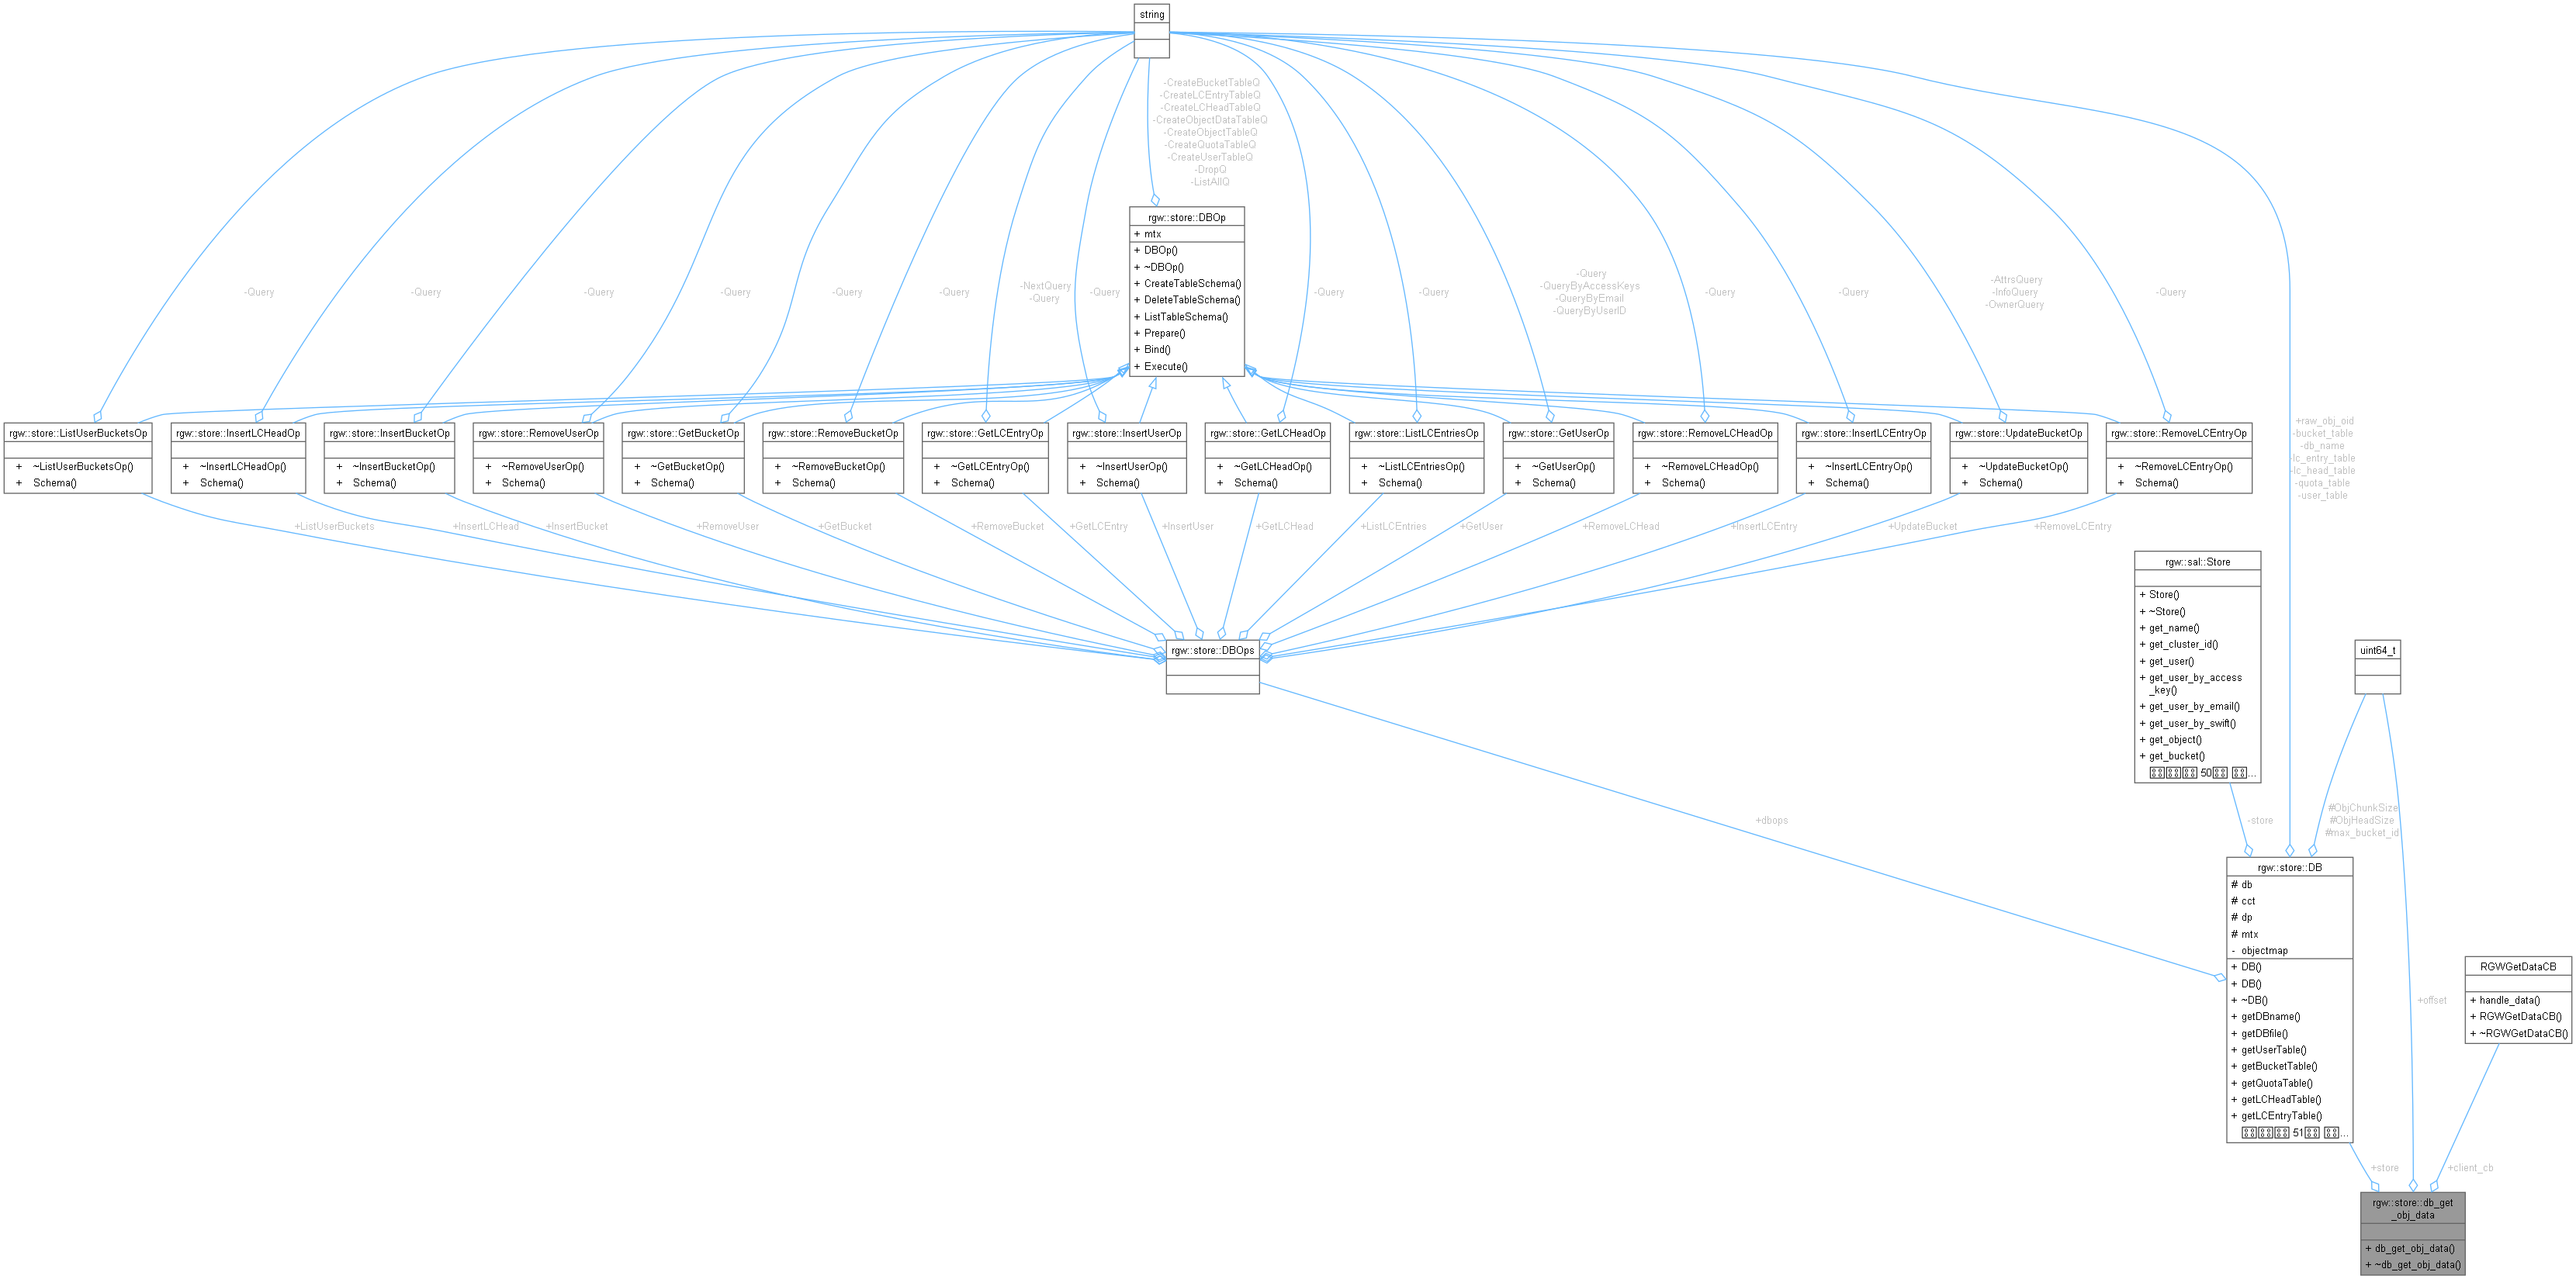 string
-CreateBucketTableQ
-CreateLCEntryTableQ
-CreateLCHeadTableQ
-CreateObjectDataTableQ
-CreateObjectTableQ
-CreateQuotaTableQ
-CreateUserTableQ
-DropQ
-ListAllQ
rgw::store::DBOp
+ mtx
+ DBOp()
+ ~DBOp()
+ CreateTableSchema()
+ DeleteTableSchema()
+ ListTableSchema()
+ Prepare()
+ Bind()
+ Execute()
-Query
-Query
-Query
-Query
-Query
-Query
-NextQuery
-Query
-Query
-Query
-Query
-Query
-QueryByAccessKeys
-QueryByEmail
-QueryByUserID
-Query
-Query
-AttrsQuery
-InfoQuery
-OwnerQuery
-Query
+raw_obj_oid
-bucket_table
-db_name
-lc_entry_table
-lc_head_table
-quota_table
-user_table
rgw::store::ListUserBucketsOp
+ ~ListUserBucketsOp()
+ Schema()
rgw::store::InsertLCHeadOp
+ ~InsertLCHeadOp()
+ Schema()
rgw::store::InsertBucketOp
+ ~InsertBucketOp()
+ Schema()
rgw::store::RemoveUserOp
+ ~RemoveUserOp()
+ Schema()
rgw::store::GetBucketOp
+ ~GetBucketOp()
+ Schema()
rgw::store::RemoveBucketOp
+ ~RemoveBucketOp()
+ Schema()
rgw::store::GetLCEntryOp
+ ~GetLCEntryOp()
+ Schema()
rgw::store::InsertUserOp
+ ~InsertUserOp()
+ Schema()
rgw::store::GetLCHeadOp
+ ~GetLCHeadOp()
+ Schema()
rgw::store::ListLCEntriesOp
+ ~ListLCEntriesOp()
+ Schema()
rgw::store::GetUserOp
+ ~GetUserOp()
+ Schema()
rgw::store::RemoveLCHeadOp
+ ~RemoveLCHeadOp()
+ Schema()
rgw::store::InsertLCEntryOp
+ ~InsertLCEntryOp()
+ Schema()
rgw::store::UpdateBucketOp
+ ~UpdateBucketOp()
+ Schema()
rgw::store::RemoveLCEntryOp
+ ~RemoveLCEntryOp()
+ Schema()
+ListUserBuckets
+InsertLCHead
+InsertBucket
+RemoveUser
+GetBucket
+RemoveBucket
+GetLCEntry
+InsertUser
+GetLCHead
+ListLCEntries
+GetUser
+RemoveLCHead
+InsertLCEntry
+UpdateBucket
+RemoveLCEntry
rgw::store::DBOps
rgw::sal::Store
+ Store()
+ ~Store()
+ get_name()
+ get_cluster_id()
+ get_user()
+ get_user_by_access
_key()
+ get_user_by_email()
+ get_user_by_swift()
+ get_object()
+ get_bucket()
50 ...
uint64_t
+dbops
-store
#ObjChunkSize
#ObjHeadSize
#max_bucket_id
rgw::store::DB
# db
# cct
# dp
# mtx
- objectmap
+ DB()
+ DB()
+ ~DB()
+ getDBname()
+ getDBfile()
+ getUserTable()
+ getBucketTable()
+ getQuotaTable()
+ getLCHeadTable()
+ getLCEntryTable()
51 ...
+offset
RGWGetDataCB
+ handle_data()
+ RGWGetDataCB()
+ ~RGWGetDataCB()
+store
+client_cb
rgw::store::db_get
_obj_data
+ db_get_obj_data()
+ ~db_get_obj_data()